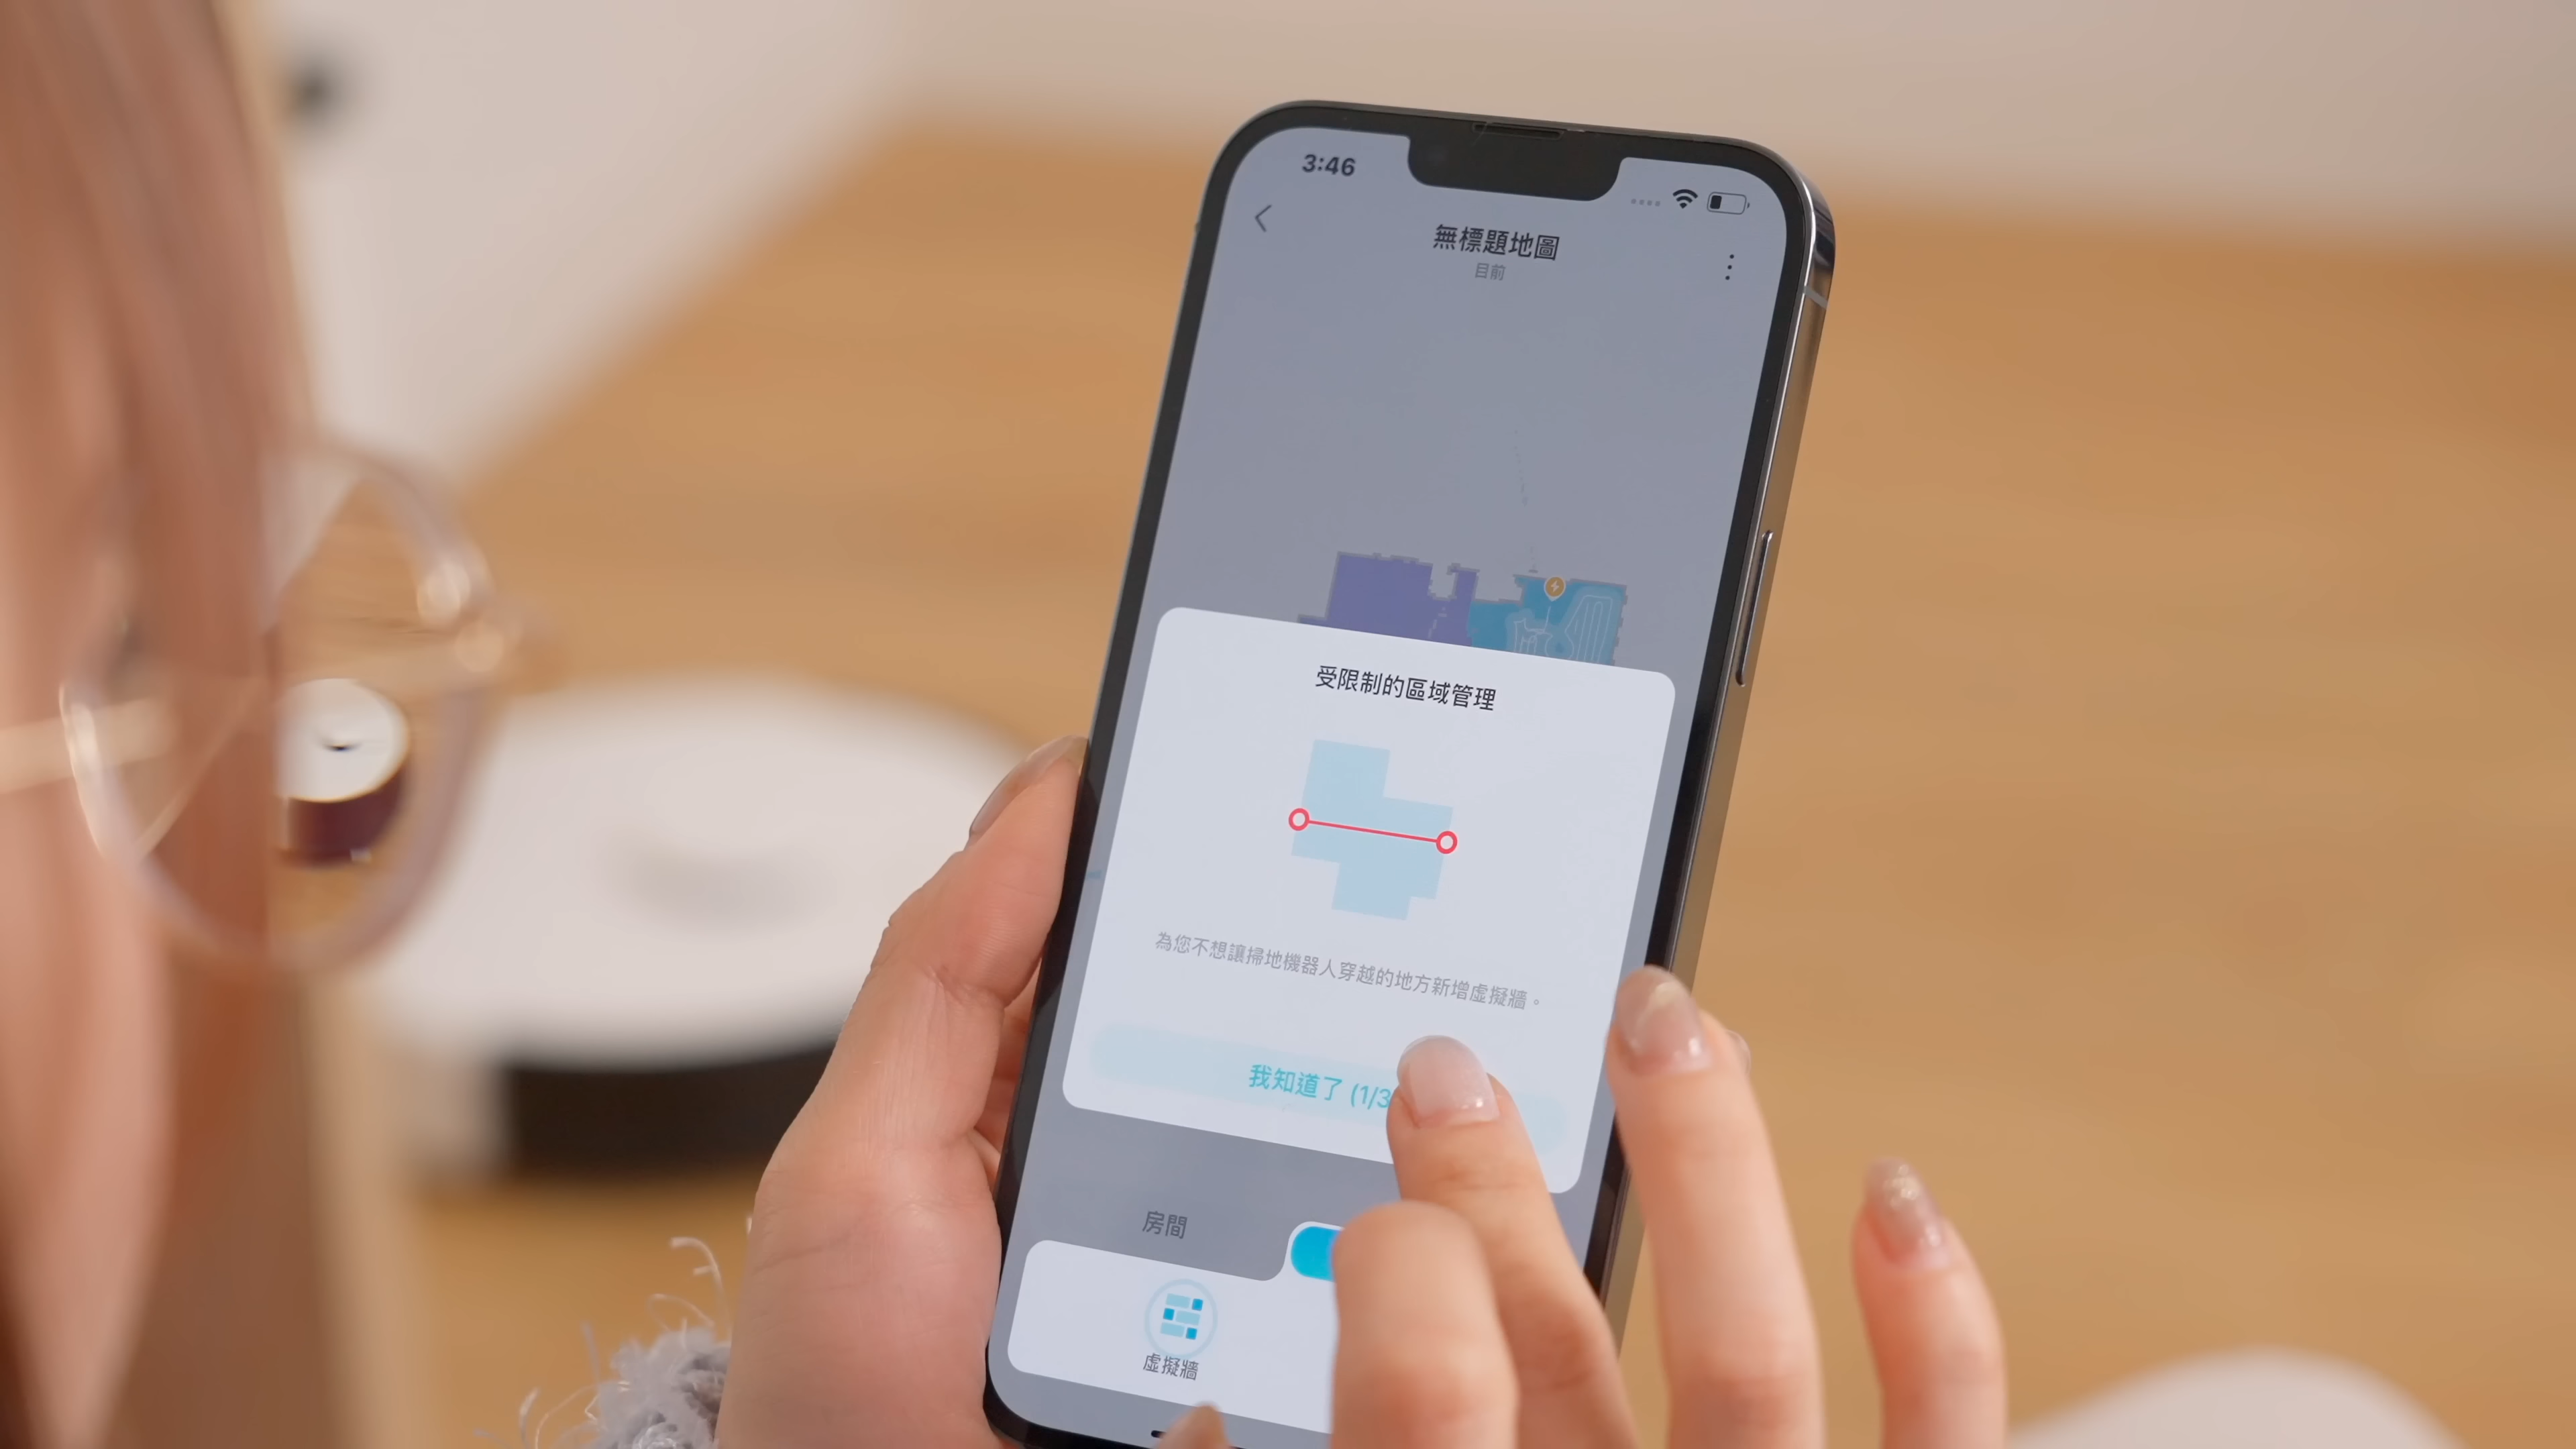 3:46
無標題地圖
目前
受限制的區域管理
為您不想讓掃地機器人穿越的地方新增虛擬牆。
我知道了 (1/3
房間
虛擬牆